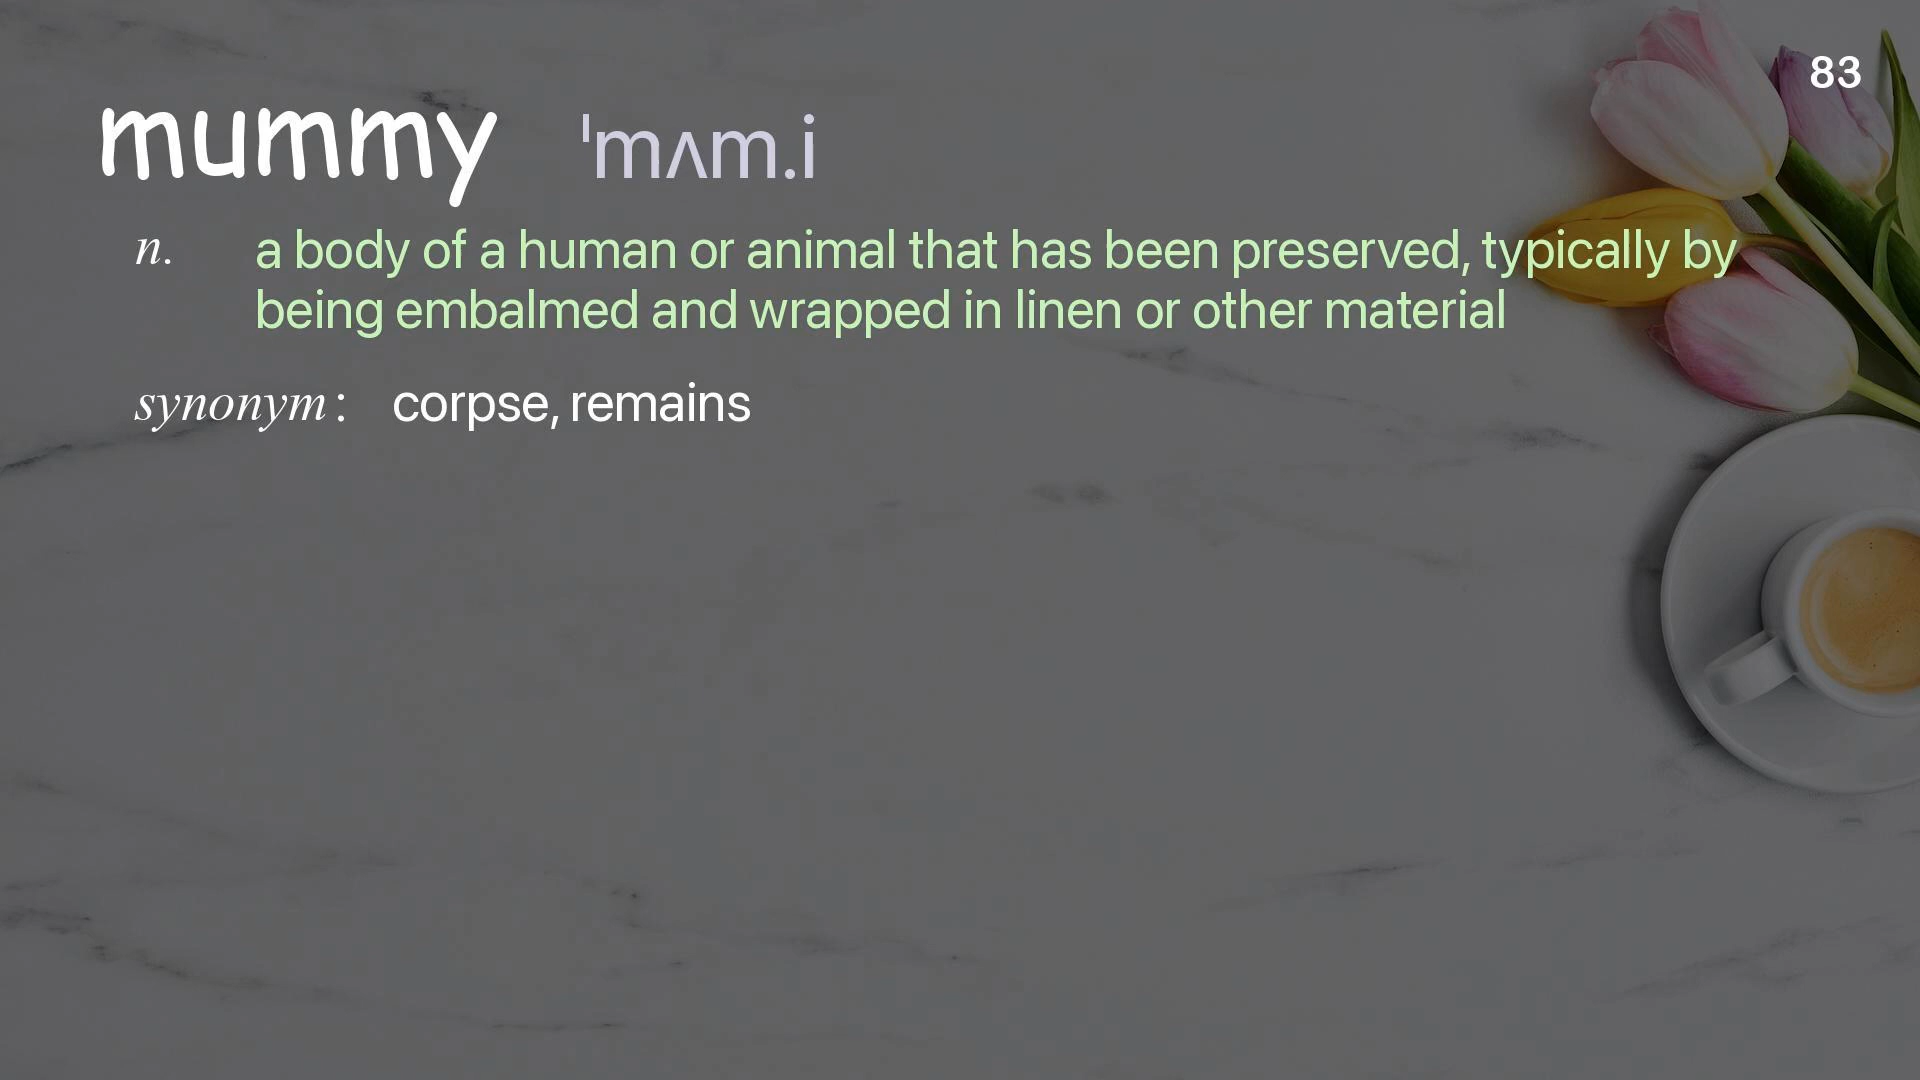 83
mummy ˈmʌm.i
n. a body of a human or animal that has been preserved, typically by
being embalmed and wrapped in linen or other material
synonym: corpse, remains